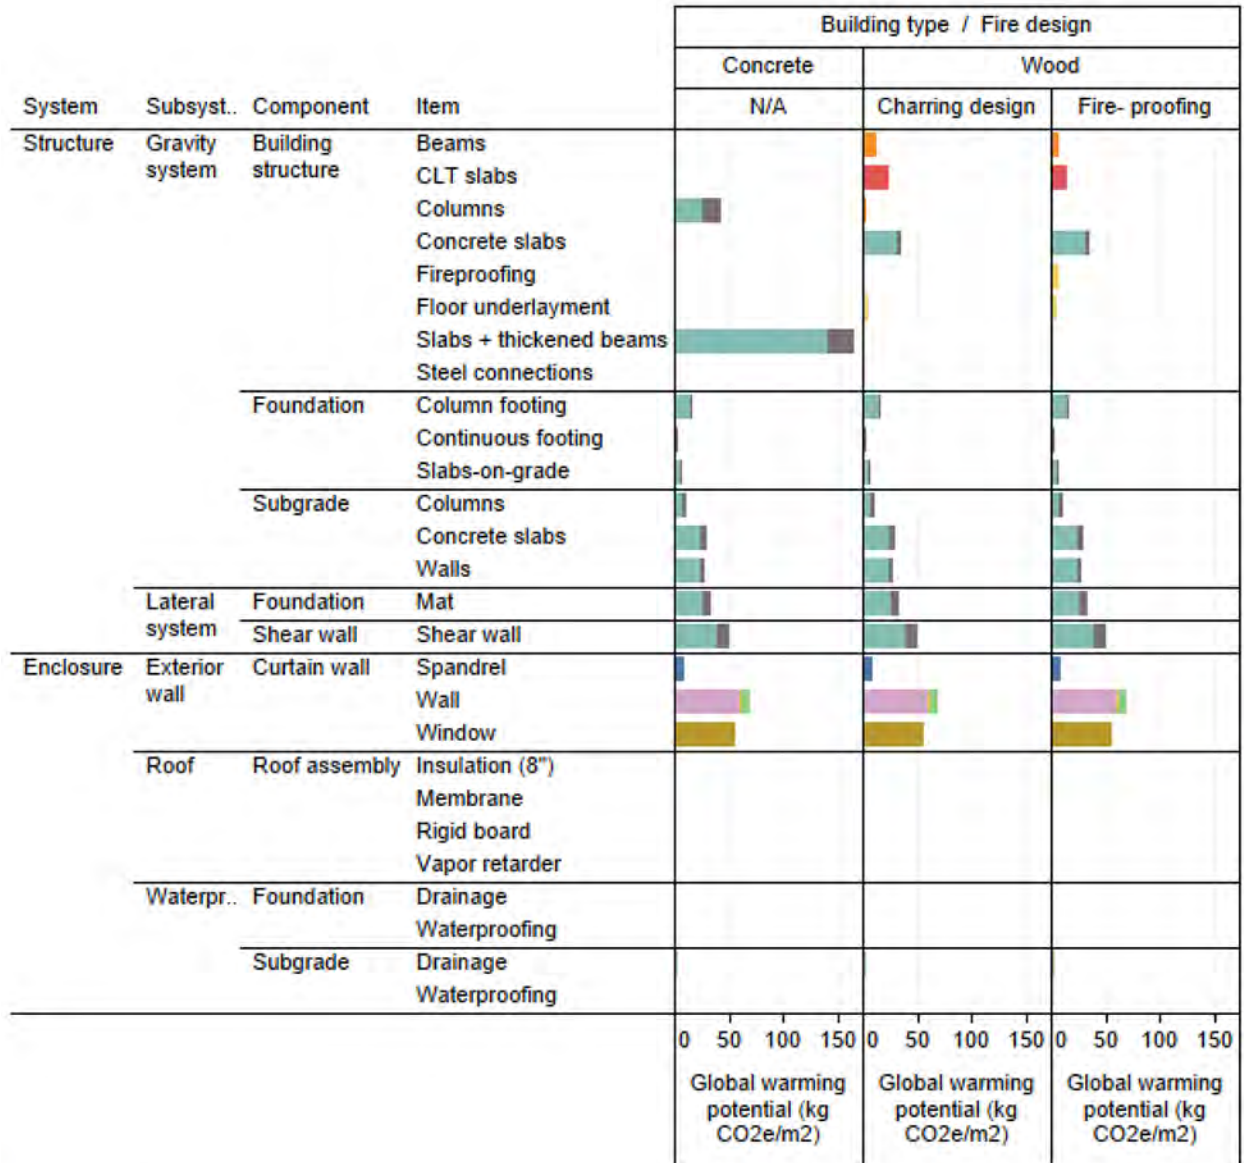 Building type / Fire design
Concrete Wood
System Subsyst.. Component Item N/A Charring design Fire- proofing
Structure Gravity Building Beams
system structure CLT slabs
Columns
Concrete slabs
Fireproofing
Floor underlayment
Slabs + thickened beams
Steel connections
Foundation Column footing
Continuous footing
Slabs-on-grade
Subgrade Columns
Concrete slabs
Walls
Lateral Foundation Mat
system Shear wall Shear wall
Enclosure Exterior Curtain wall Spandrel
wall Wall
Window
Roof Roof assembly Insulation (8")
Membrane
Rigid board
Vapor retarder
Waterpr.. Foundation Drainage
Waterproofing
Subgrade Drainage
Waterproofing
0 50 100 150 0 50 100 150 0 50 100 150
Global warming Global warming Global warming
potential (kg potential (kg potential (kg
CO2e/m2) CO2e/m2) CO2e/m2)